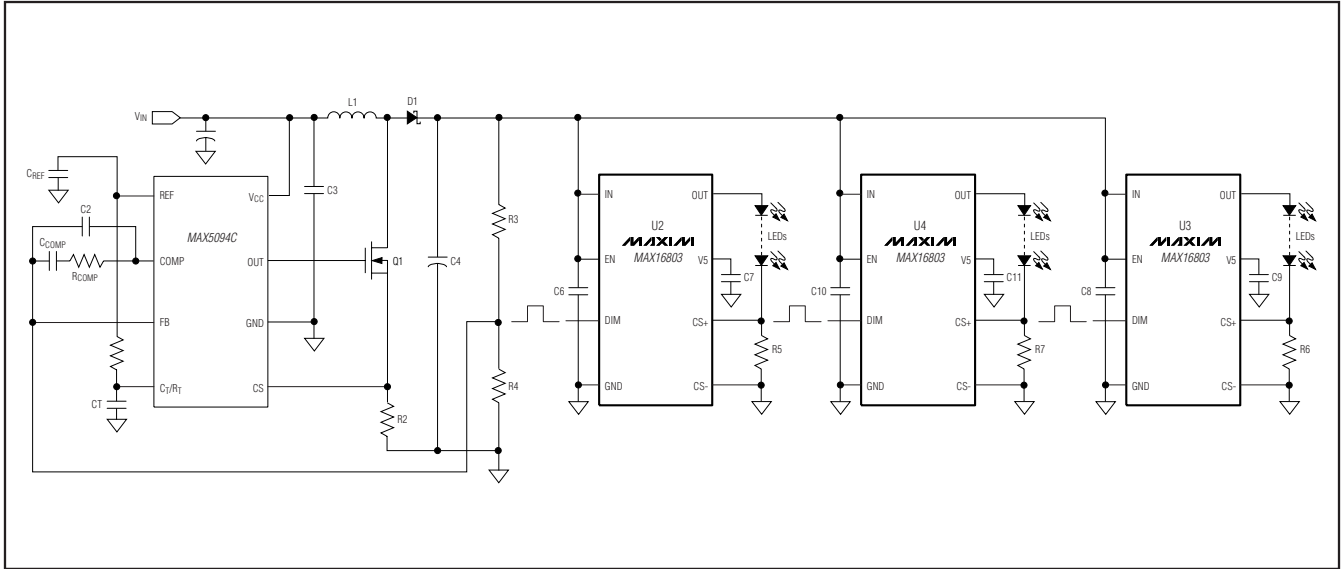 VIN
L1
D1
CREF
C2
CCOMP
RCOMP
CT
REF
COMP
FB
CT/RT
MAX5094C
VCC
OUT
GND
CS
C3
Q1
R2
C4
R3
R4
C6
IN
EN
DIM
GND
U2
MAXIM
MAX16803
OUT
V5
CS+
CS-
LEDs
C7
R5
C10
IN
EN
DIM
GND
U4
MAXIM
MAX16803
OUT
V5
CS+
CS-
LEDs
C11
R7
C8
IN
EN
DIM
GND
U3
MAXIM
MAX16803
OUT
V5
CS+
CS-
LEDs
C9
R6